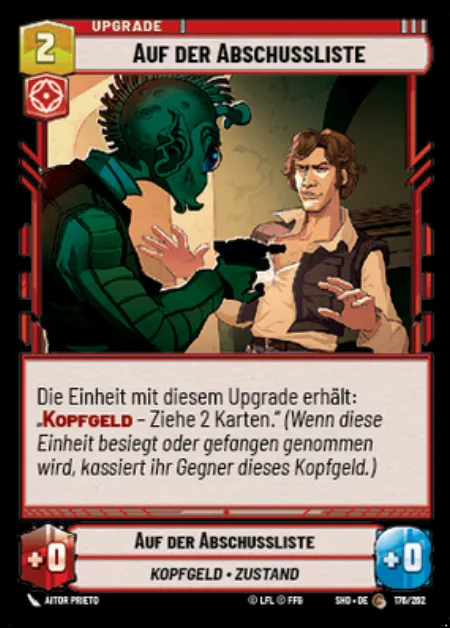 UPGRADE
2
AUF DER ABSCHUSSLISTE
Die Einheit mit diesem Upgrade erhält:
„KOPFGELD – Ziehe 2 Karten.“ (Wenn diese
Einheit besiegt oder gefangen genommen
wird, kassiert ihr Gegner dieses Kopfgeld.)
+0
AUF DER ABSCHUSSLISTE
+0
KOPFGELD • ZUSTAND
AITOR PRIETO
© LFL © FFG
SHD • DE
176/262